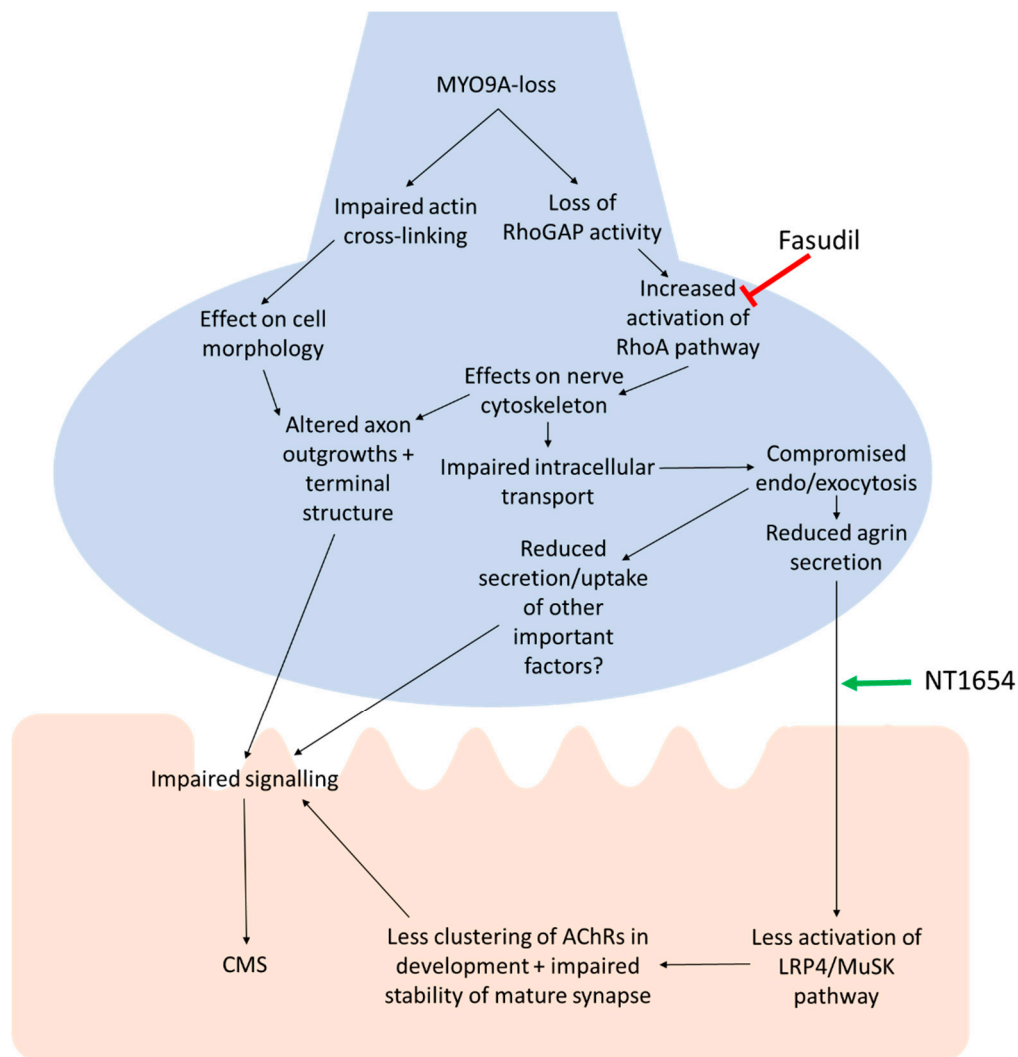 MYO9A-loss
Impaired actin
cross-linking
Loss of
RhoGAP activity
Fasudil
Increased
activation of
RhoA pathway
Effect on cell
morphology
Effects on nerve
cytoskeleton
Altered axon
outgrowths +
terminal
structure
Impaired intracellular
transport
Compromised
endo/exocytosis
Reduced agrin
secretion
Reduced
secretion/uptake
of other
important
factors?
NT1654
Impaired signalling
CMS
Less clustering of AChRs in
development + impaired
stability of mature synapse
Less activation of
LRP4/MuSK
pathway